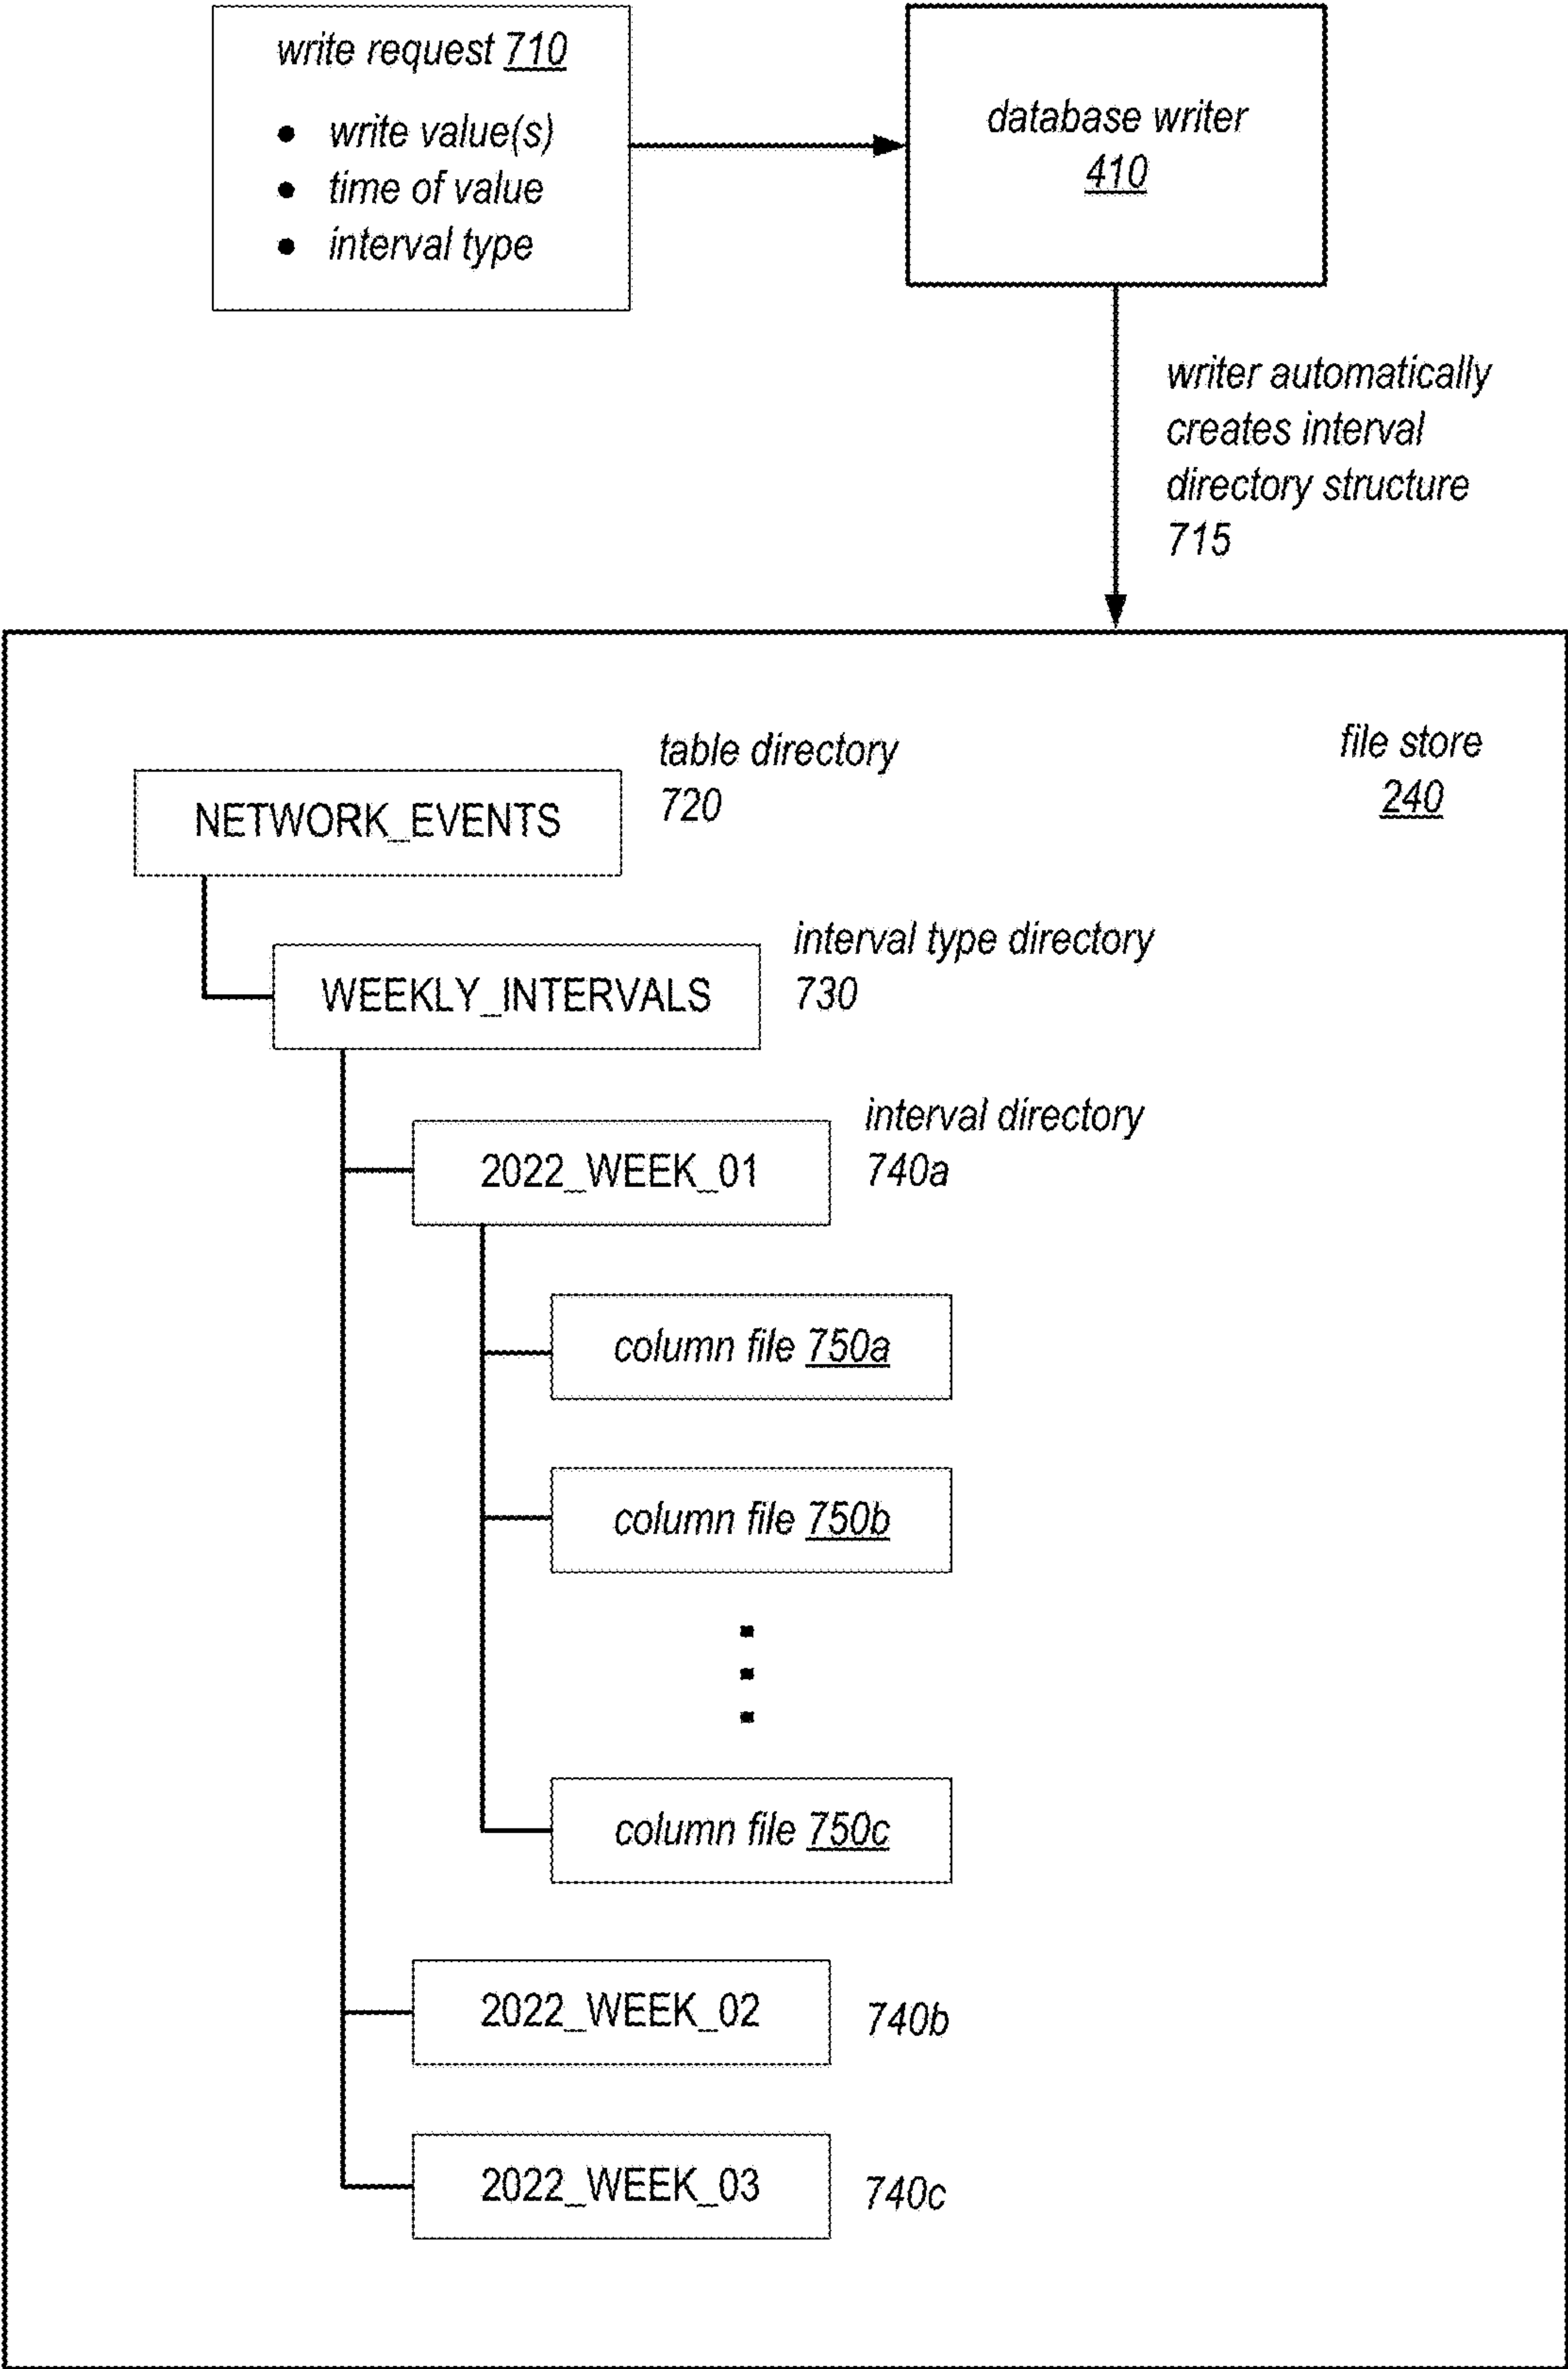 write request 710
• write value(s)
• time of value
• interval type
database writer
410
writer automatically
creates interval
directory structure
715
file store
240
table directory
720
NETWORK_EVENTS
interval type directory
730
WEEKLY_INTERVALS
interval directory
740a
2022_WEEK_01
column file 750a
column file 750b
column file 750c
2022_WEEK_02
740b
2022_WEEK_03
740c